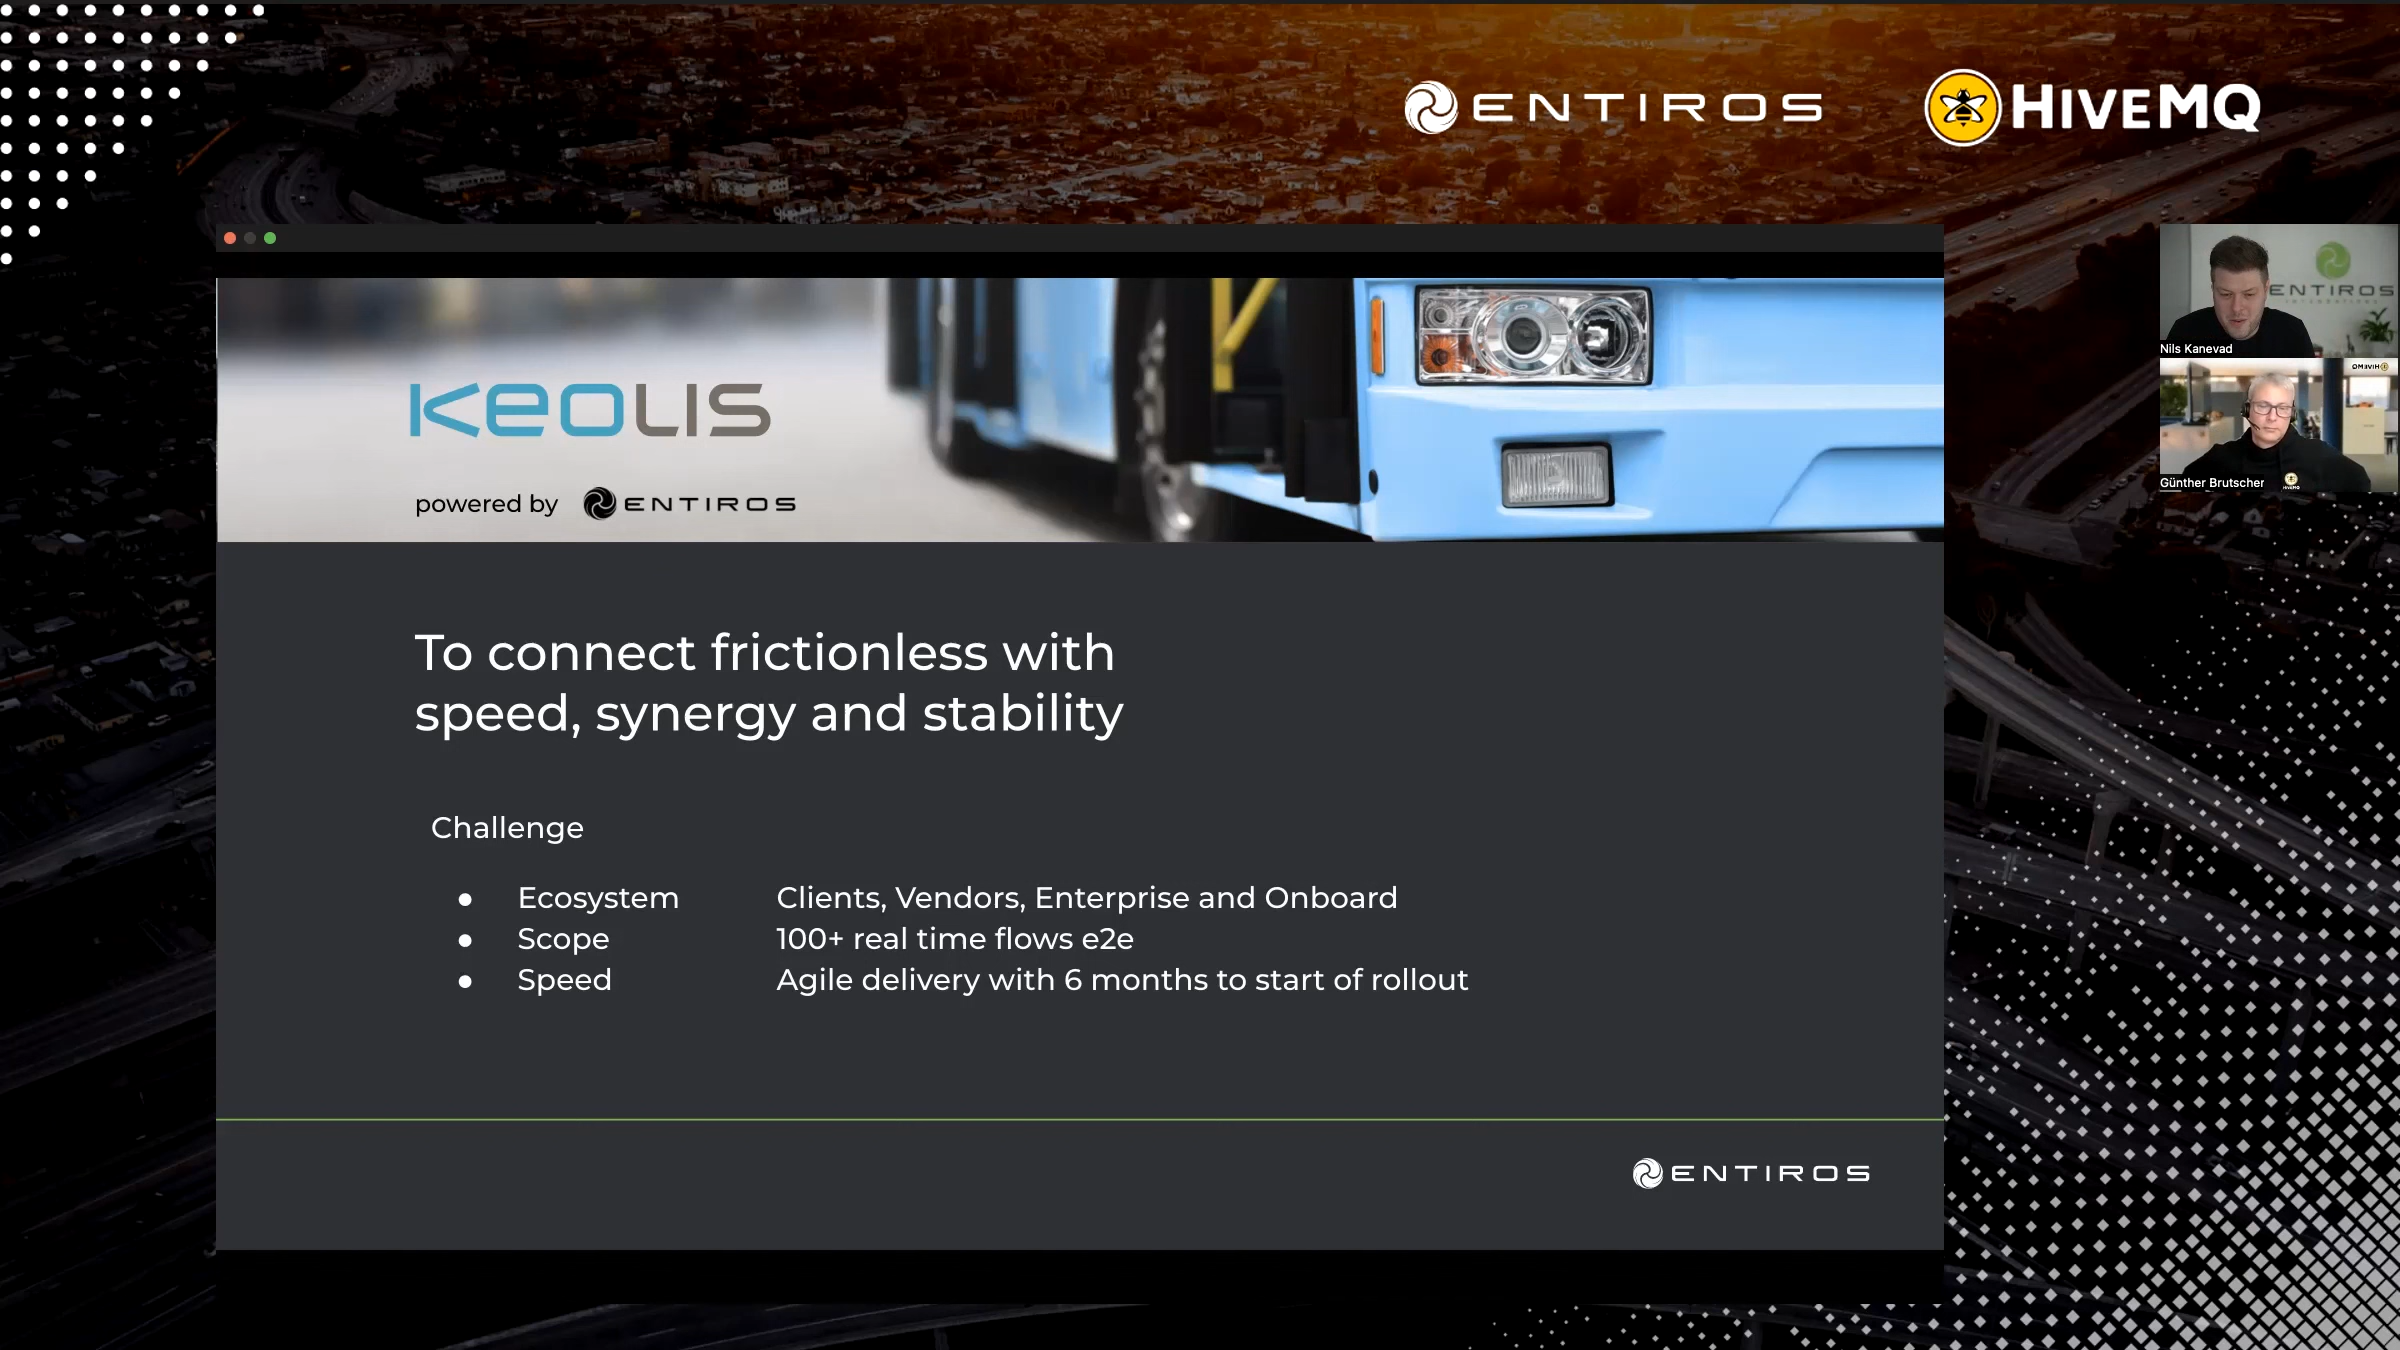 ENTIROS
HIVEMQ
ENTIROS
Nils Kanevad
HIVEMQ
Günther Brutscher
KEOLIS
powered by ENTIROS
To connect frictionless with
speed, synergy and stability
Challenge
● Ecosystem Clients, Vendors, Enterprise and Onboard
● Scope 100+ real time flows e2e
● Speed Agile delivery with 6 months to start of rollout
ENTIROS